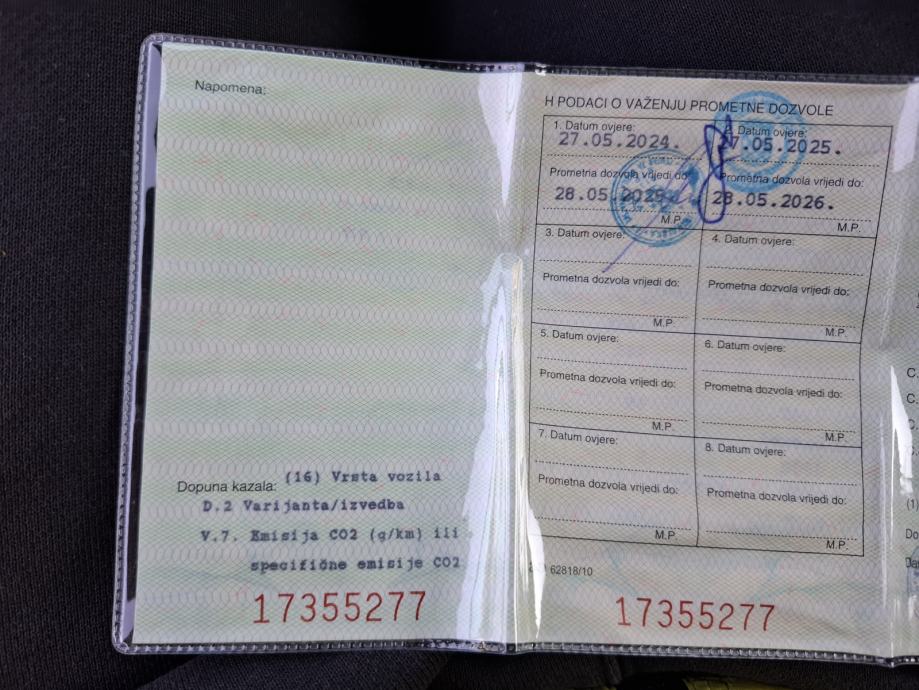 Napomena:
Dopuna kazala: (16) Vrsta vozila
D.2 Varijanta/izvedba
V.7. Emisija CO2 (g/km) ili
specifične emisije CO2
17355277
H PODACI O VAŽENJU PROMETNE DOZVOLE
1. Datum ovjere:
27.05.2024.
Prometna dozvola vrijedi do:
28.05.2025.
M.P.
2. Datum ovjere:
27.05.2025.
Prometna dozvola vrijedi do:
28.05.2026.
M.P.
3. Datum ovjere:
Prometna dozvola vrijedi do:
M.P.
4. Datum ovjere:
Prometna dozvola vrijedi do:
M.P.
5. Datum ovjere:
Prometna dozvola vrijedi do:
M.P.
6. Datum ovjere:
Prometna dozvola vrijedi do:
M.P.
7. Datum ovjere:
Prometna dozvola vrijedi do:
M.P.
8. Datum ovjere:
Prometna dozvola vrijedi do:
M.P.
62818/10
17355277
C.
C.
C.
(1)
Do